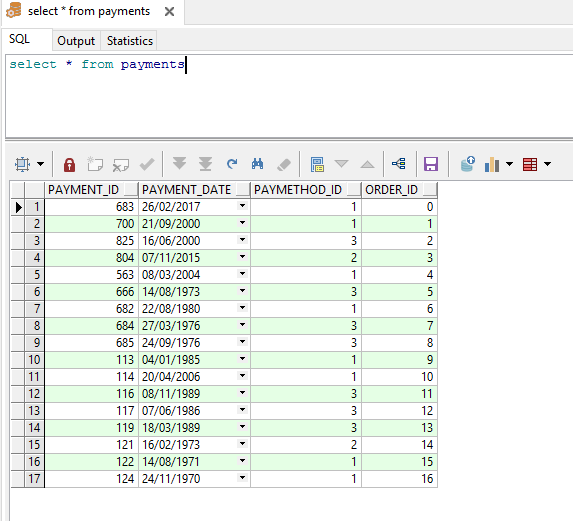 select * from payments
SQL Output Statistics
select * from payments
PAYMENT_ID PAYMENT_DATE PAYMETHOD_ID ORDER_ID
1 683 26/02/2017 1 0
2 700 21/09/2000 1 1
3 825 16/06/2000 3 2
4 804 07/11/2015 2 3
5 563 08/03/2004 1 4
6 666 14/08/1973 3 5
7 682 22/08/1980 1 6
8 684 27/03/1976 3 7
9 685 24/09/1976 3 8
10 113 04/01/1985 1 9
11 114 20/04/2006 1 10
12 116 08/11/1989 3 11
13 117 07/06/1986 3 12
14 119 18/03/1989 3 13
15 121 16/02/1973 2 14
16 122 14/08/1971 1 15
17 124 24/11/1970 1 16